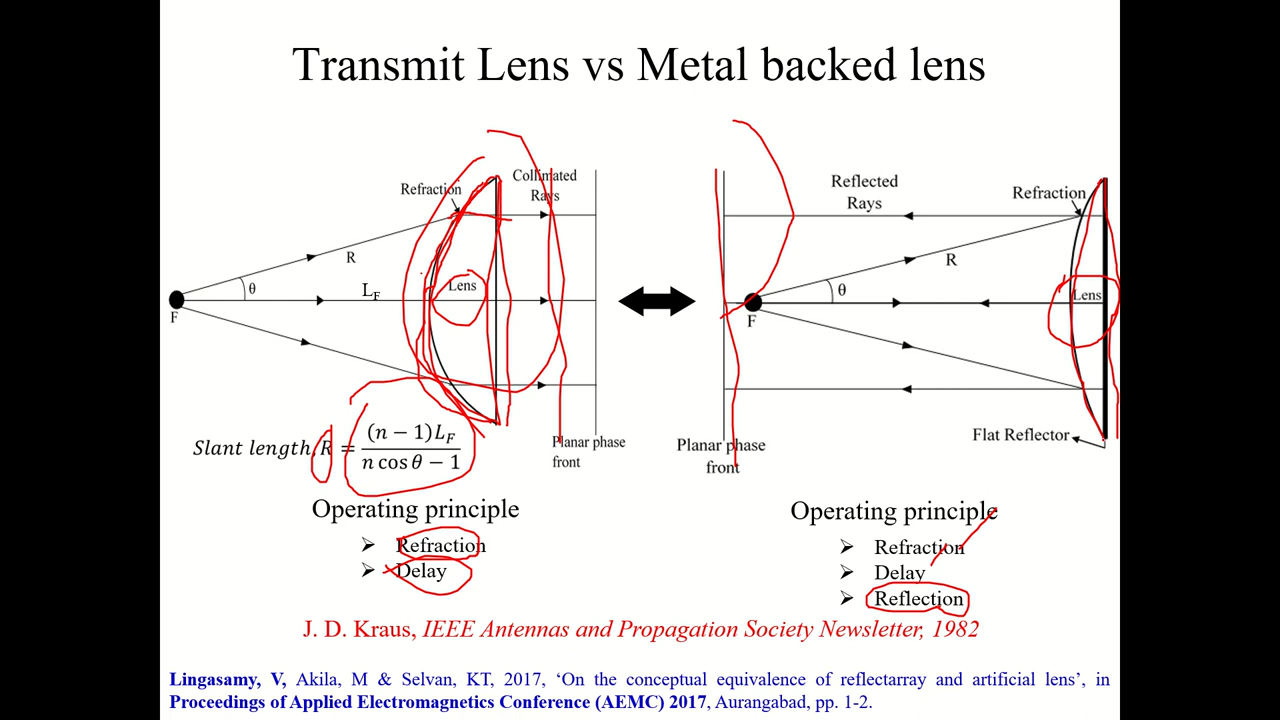 Transmit Lens vs Metal backed lens
Refraction
Collimated
Rays
R
θ
L_F
Lens
F
Slant length, R = (n − 1)L_F / (n cos θ − 1)
Planar phase
front
Operating principle
➢ Refraction
➢ Delay
Reflected
Rays
Refraction
R
θ
Lens
F
Planar phase
front
Flat Reflector
Operating principle
➢ Refraction
➢ Delay
➢ Reflection
J. D. Kraus, IEEE Antennas and Propagation Society Newsletter, 1982
Lingasamy, V, Akila, M & Selvan, KT, 2017, ‘On the conceptual equivalence of reflectarray and artificial lens’, in
Proceedings of Applied Electromagnetics Conference (AEMC) 2017, Aurangabad, pp. 1-2.